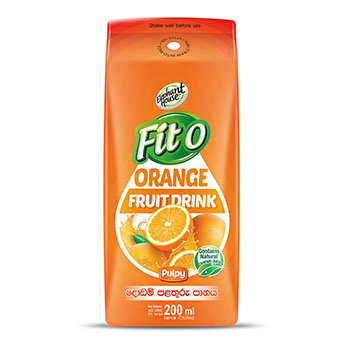 Shake well before use
Elephant
House
Fit O
ORANGE
FRUIT DRINK
Contains
Natural
Pulpy
දොඩම් පළතුරු පානය
200 ml
Serve Chilled